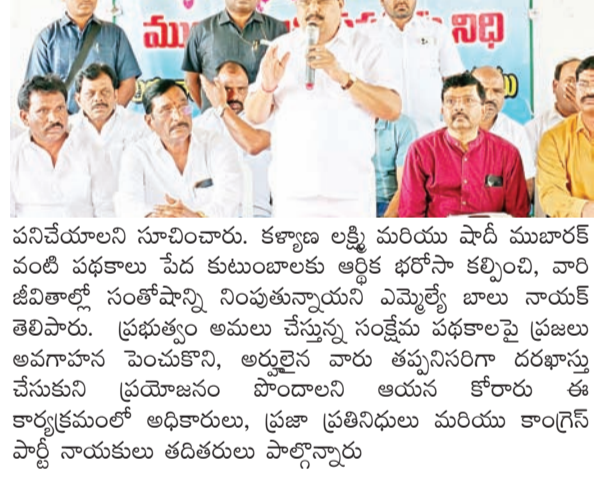 నిధి
పనిచేయాలని సూచించారు. కళ్యాణ లక్ష్మి మరియు షాదీ ముబారక్
వంటి పథకాలు పేద కుటుంబాలకు ఆర్థిక భరోసా కల్పించి, వారి
జీవితాల్లో సంతోషాన్ని నింపుతున్నాయని ఎమ్మెల్యే బాలు నాయక్
తెలిపారు. ప్రభుత్వం అమలు చేస్తున్న సంక్షేమ పథకాలపై ప్రజలు
అవగాహన పెంచుకొని, అర్హులైన వారు తప్పనిసరిగా దరఖాస్తు
చేసుకుని ప్రయోజనం పొందాలని ఆయన కోరారు ఈ
కార్యక్రమంలో అధికారులు, ప్రజా ప్రతినిధులు మరియు కాంగ్రెస్
పార్టీ నాయకులు తదితరులు పాల్గొన్నారు